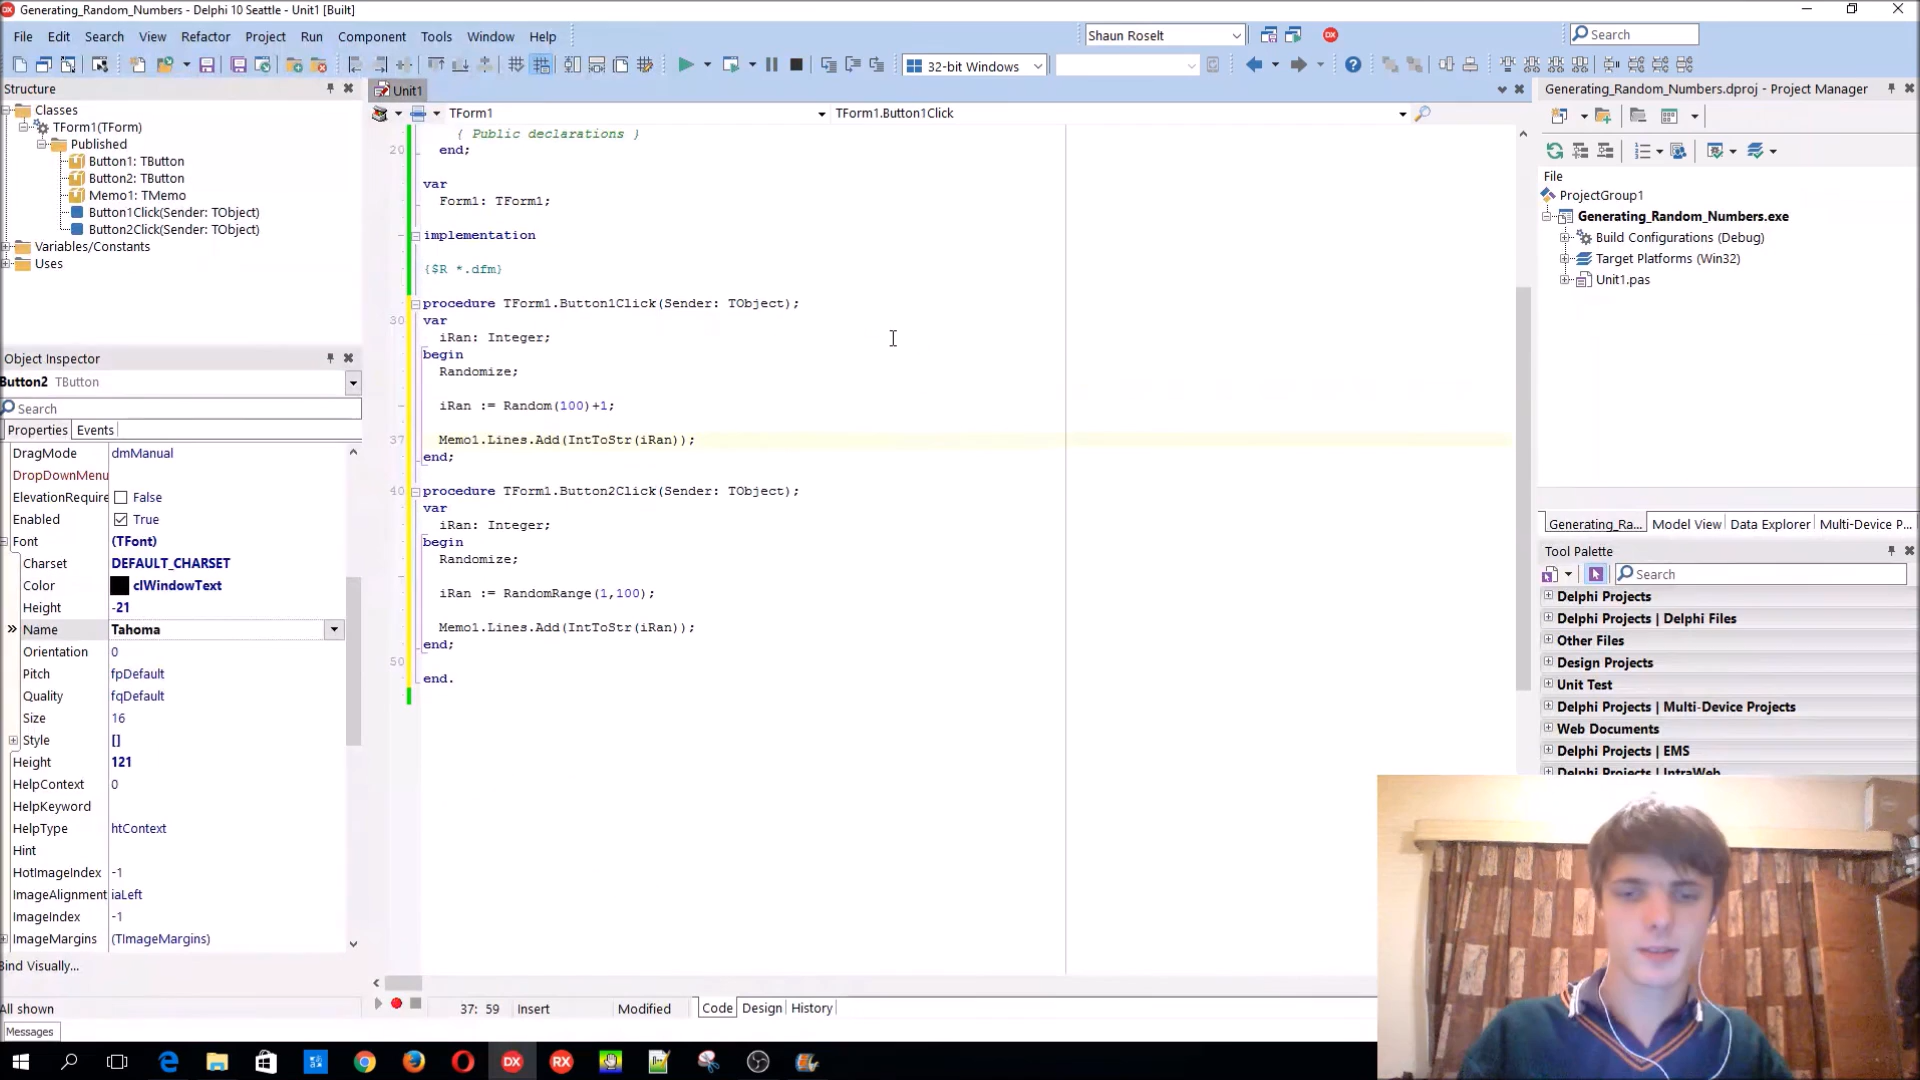 Generating_Random_Numbers - Delphi 10 Seattle - Unit1 [Built]
File Edit Search View Refactor Project Run Component Tools Window Help
Shaun Roselt
Search
32-bit Windows
Structure
Classes
TForm1(TForm)
Published
Button1: TButton
Button2: TButton
Memo1: TMemo
Button1Click(Sender: TObject)
Button2Click(Sender: TObject)
Variables/Constants
Uses
Object Inspector
Button2 TButton
Search
Properties Events
DragMode dmManual
DropDownMenu
ElevationRequire False
Enabled True
Font (TFont)
Charset DEFAULT_CHARSET
Color clWindowText
Height -21
Name Tahoma
Orientation 0
Pitch fpDefault
Quality fqDefault
Size 16
Style []
Height 121
HelpContext 0
HelpKeyword
HelpType htContext
Hint
HotImageIndex -1
ImageAlignment iaLeft
ImageIndex -1
ImageMargins (TImageMargins)
Bind Visually...
All shown
Messages
Unit1
TForm1 TForm1.Button1Click
{ Public declarations }
20 end;
var
Form1: TForm1;
implementation
{$R *.dfm}
procedure TForm1.Button1Click(Sender: TObject);
30 var
iRan: Integer;
begin
Randomize;
iRan := Random(100)+1;
37 Memo1.Lines.Add(IntToStr(iRan));
end;
40 procedure TForm1.Button2Click(Sender: TObject);
var
iRan: Integer;
begin
Randomize;
iRan := RandomRange(1,100);
Memo1.Lines.Add(IntToStr(iRan));
end;
50
end.
37: 59 Insert Modified Code Design History
Generating_Random_Numbers.dproj - Project Manager
File
ProjectGroup1
Generating_Random_Numbers.exe
Build Configurations (Debug)
Target Platforms (Win32)
Unit1.pas
Generating_Ra... Model View Data Explorer Multi-Device P...
Tool Palette
Search
Delphi Projects
Delphi Projects | Delphi Files
Other Files
Design Projects
Unit Test
Delphi Projects | Multi-Device Projects
Web Documents
Delphi Projects | EMS
Delphi Projects | IntraWeb
DX RX